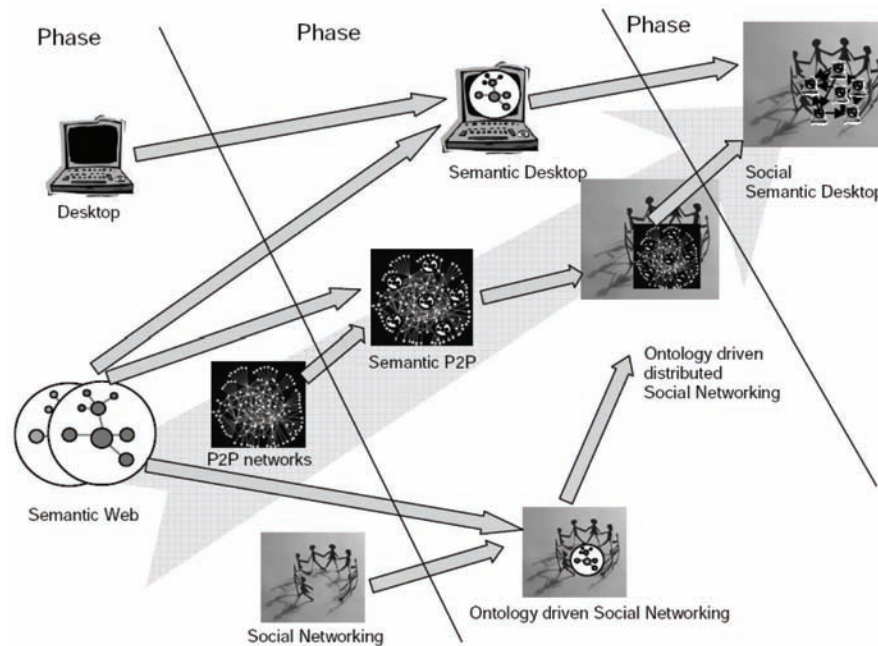 Phase
Phase
Phase
Desktop
Semantic Desktop
Social
Semantic Desktop
Semantic P2P
Ontology driven
distributed
Social Networking
P2P networks
Semantic Web
Social Networking
Ontology driven Social Networking